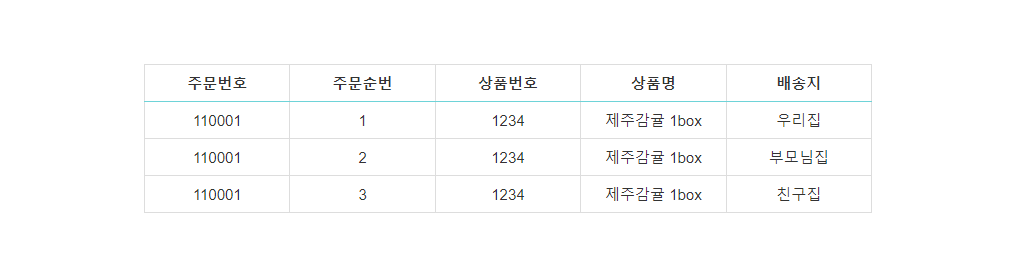 주문번호 주문순번 상품번호 상품명 배송지
110001 1 1234 제주감귤 1box 우리집
110001 2 1234 제주감귤 1box 부모님집
110001 3 1234 제주감귤 1box 친구집